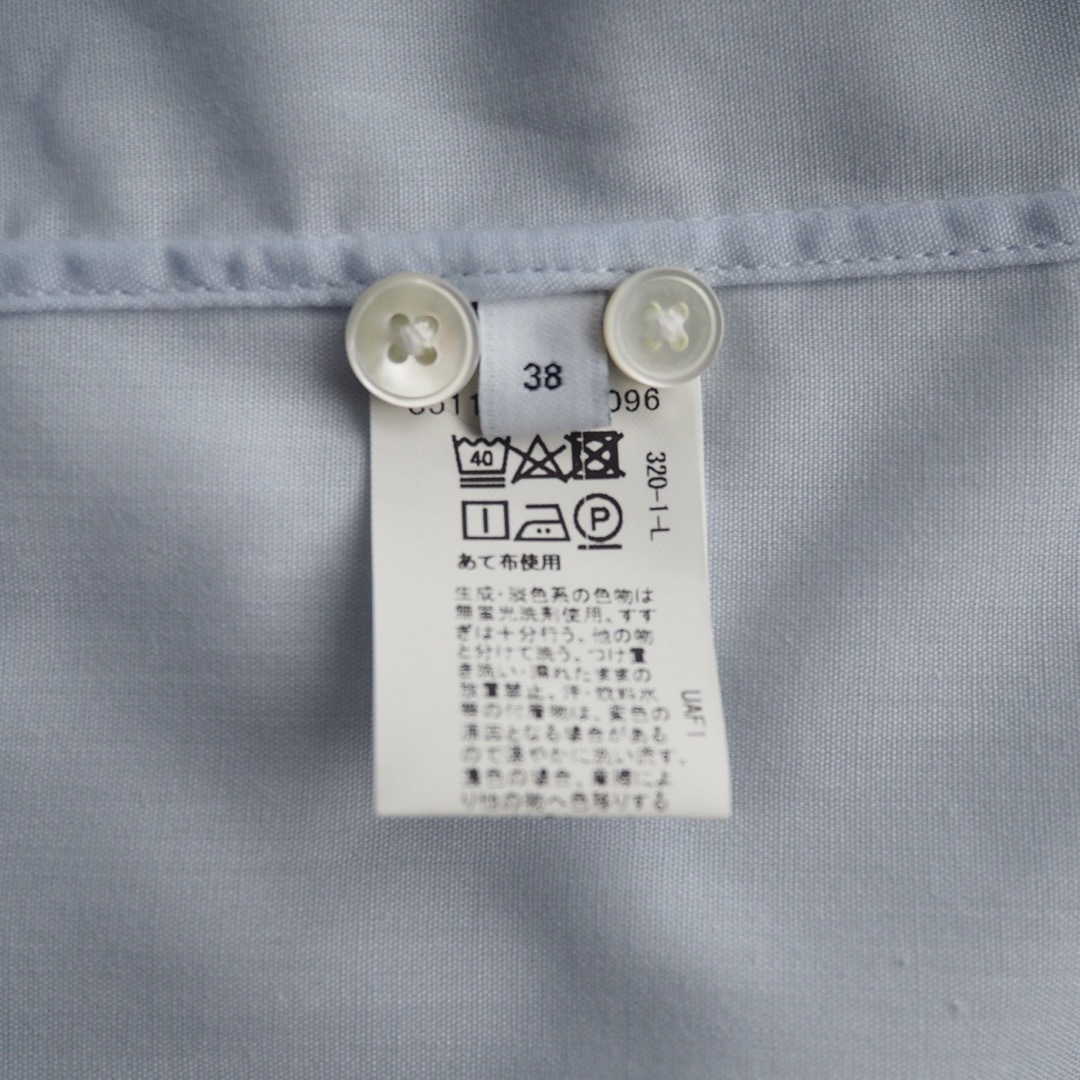 38
096
40
320-1-L
P
あて布使用
生成・淡色系の色物は
無蛍光洗剤使用。すす
ぎは十分行う。他の物
と分けて洗う。つけ置
き洗い・濡れたままの
放置禁止。汗・飲料水
等の付着物は、変色の
原因となる場合がある
ので速やかに洗い流す。
濃色の場合、摩擦によ
り他の物へ色移りする
UAF1